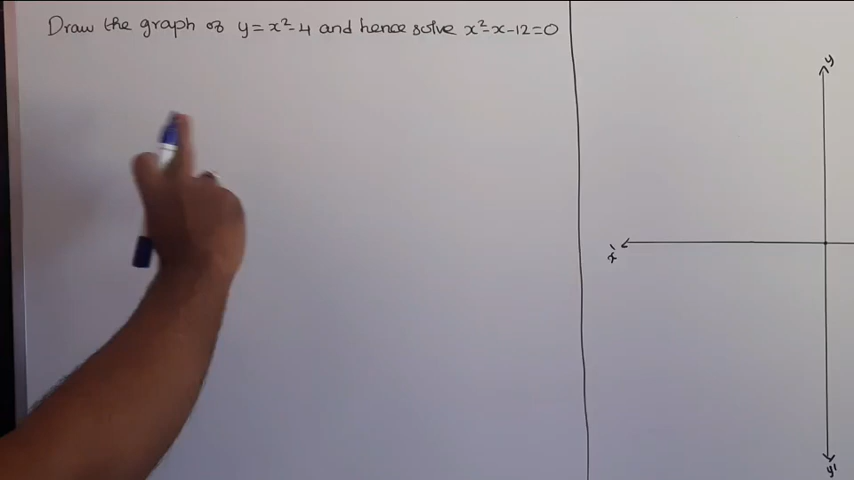 Draw the graph of y = x²-4 and hence solve x²-x-12=0
y
x'
y'